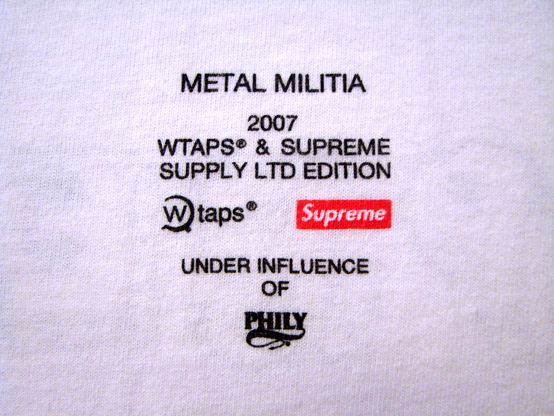 METAL MILITIA
2007
WTAPS® & SUPREME
SUPPLY LTD EDITION
Wtaps® Supreme
UNDER INFLUENCE
OF
PHILY